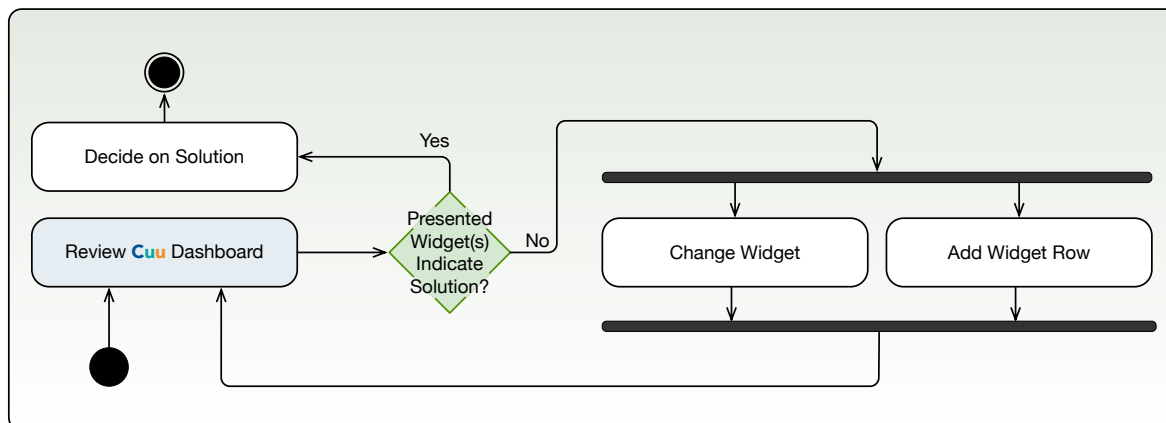 Yes
Decide on Solution
Presented
Widget(s)
Indicate
Solution?
No
Review Cuu Dashboard
Change Widget
Add Widget Row